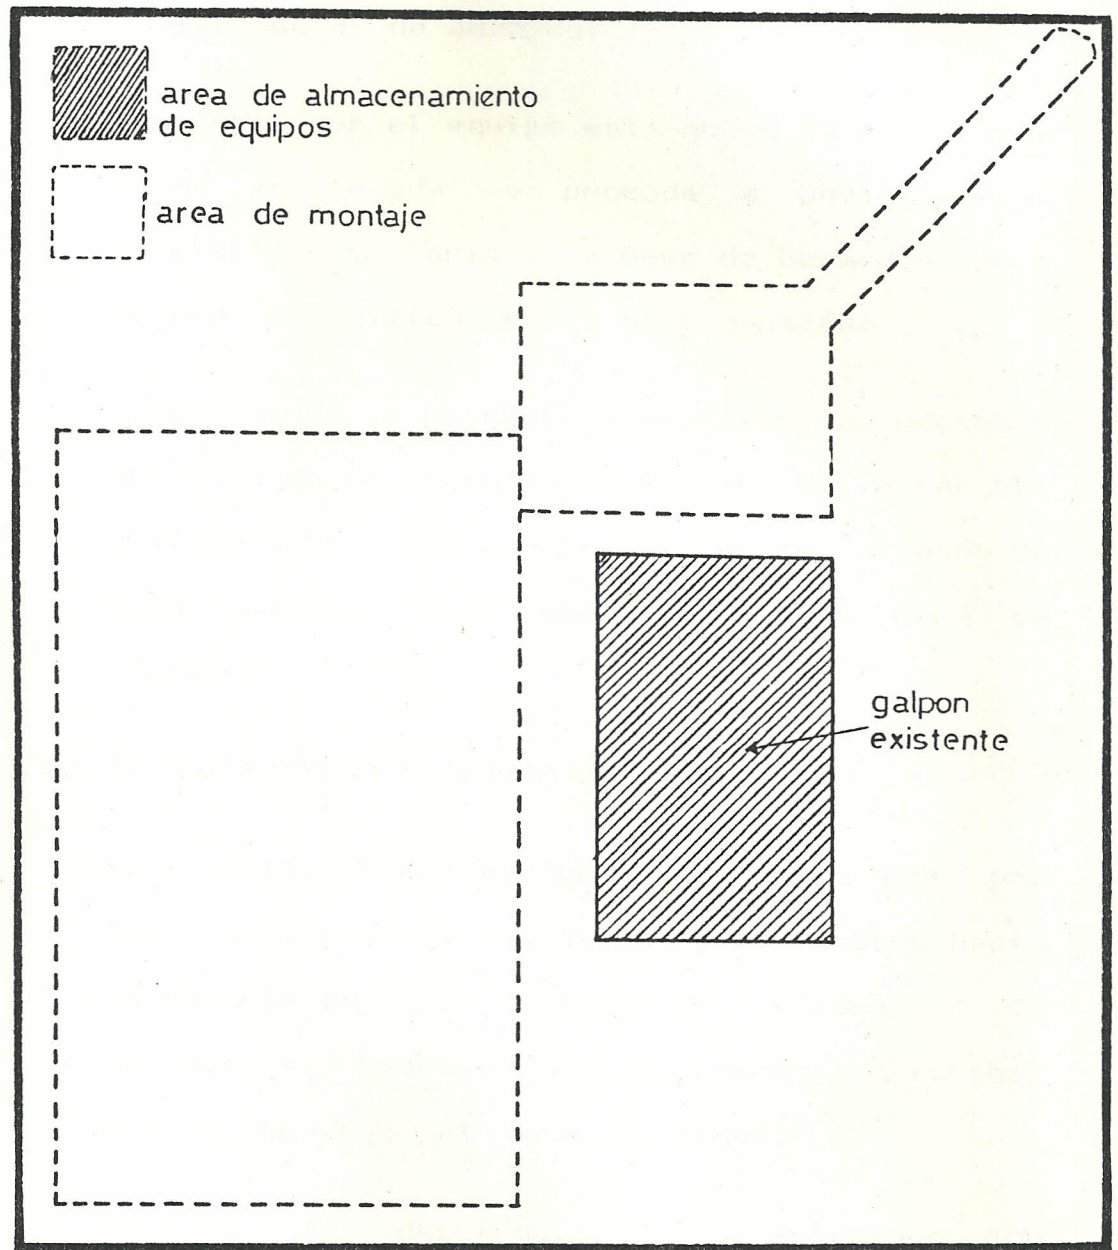 area de almacenamiento
de equipos
area de montaje
galpon
existente